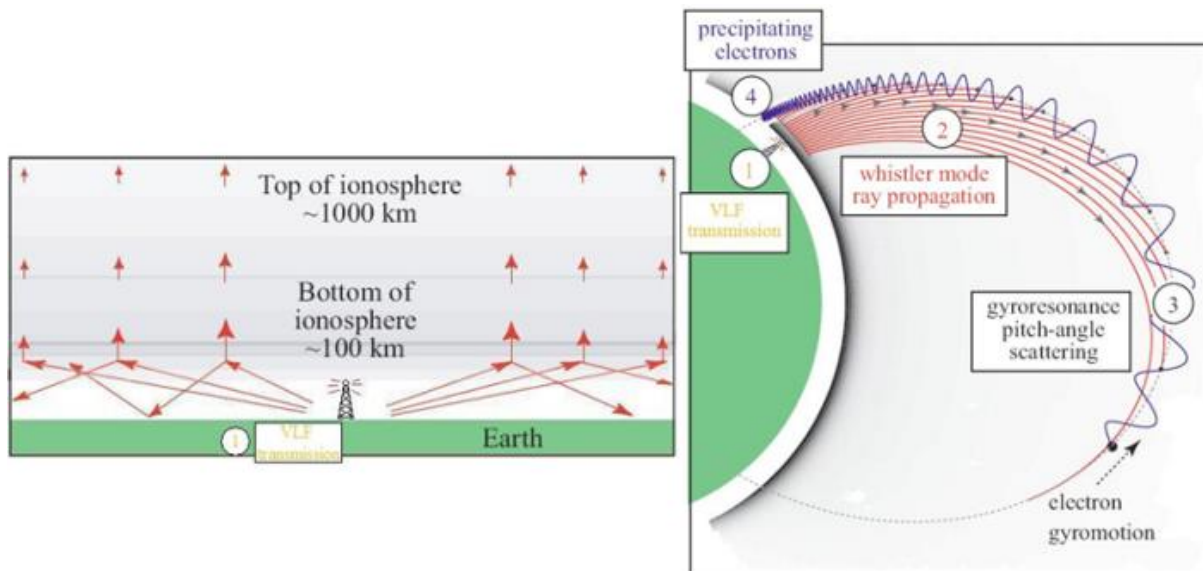 Top of ionosphere
~1000 km
Bottom of
ionosphere
~100 km
1
VLF
transmission
Earth
precipitating
electrons
4
2
1
whistler mode
ray propagation
VLF
transmission
3
gyroresonance
pitch-angle
scattering
electron
gyromotion